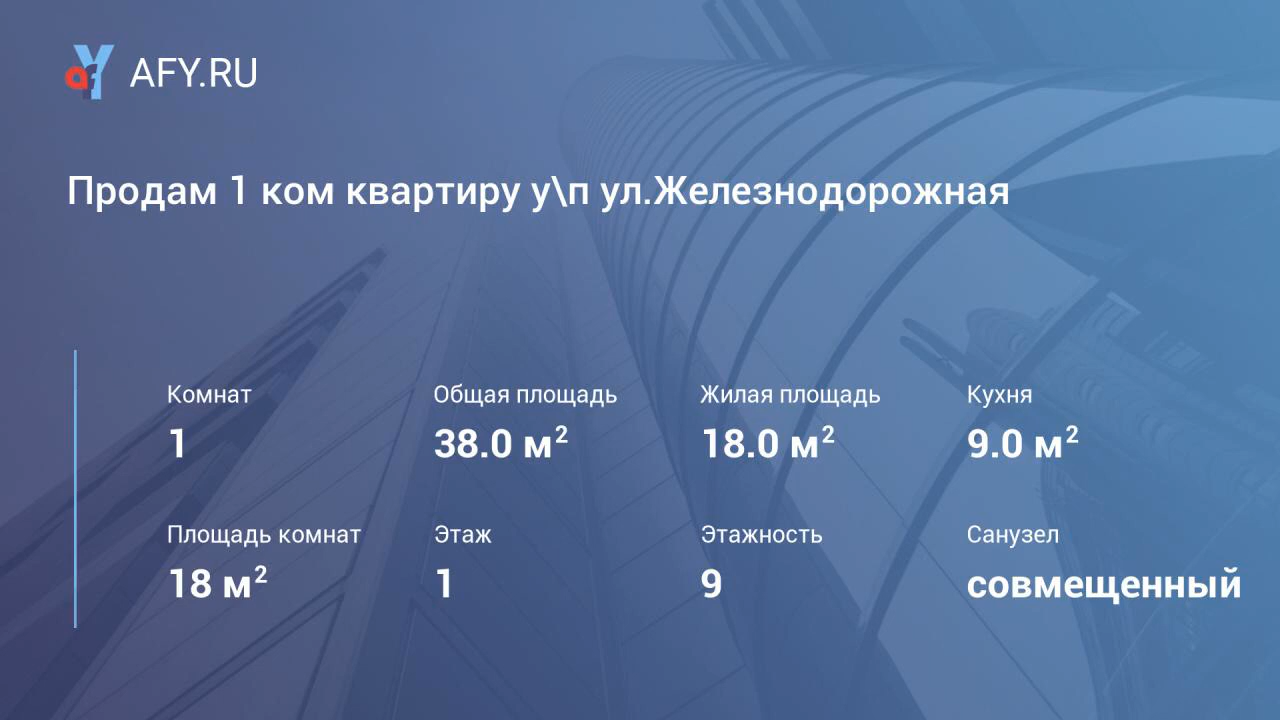 AFY.RU
Продам 1 ком квартиру у\п ул.Железнодорожная
Комнат
1
Общая площадь
38.0 м²
Жилая площадь
18.0 м²
Кухня
9.0 м²
Площадь комнат
18 м²
Этаж
1
Этажность
9
Санузел
совмещенный